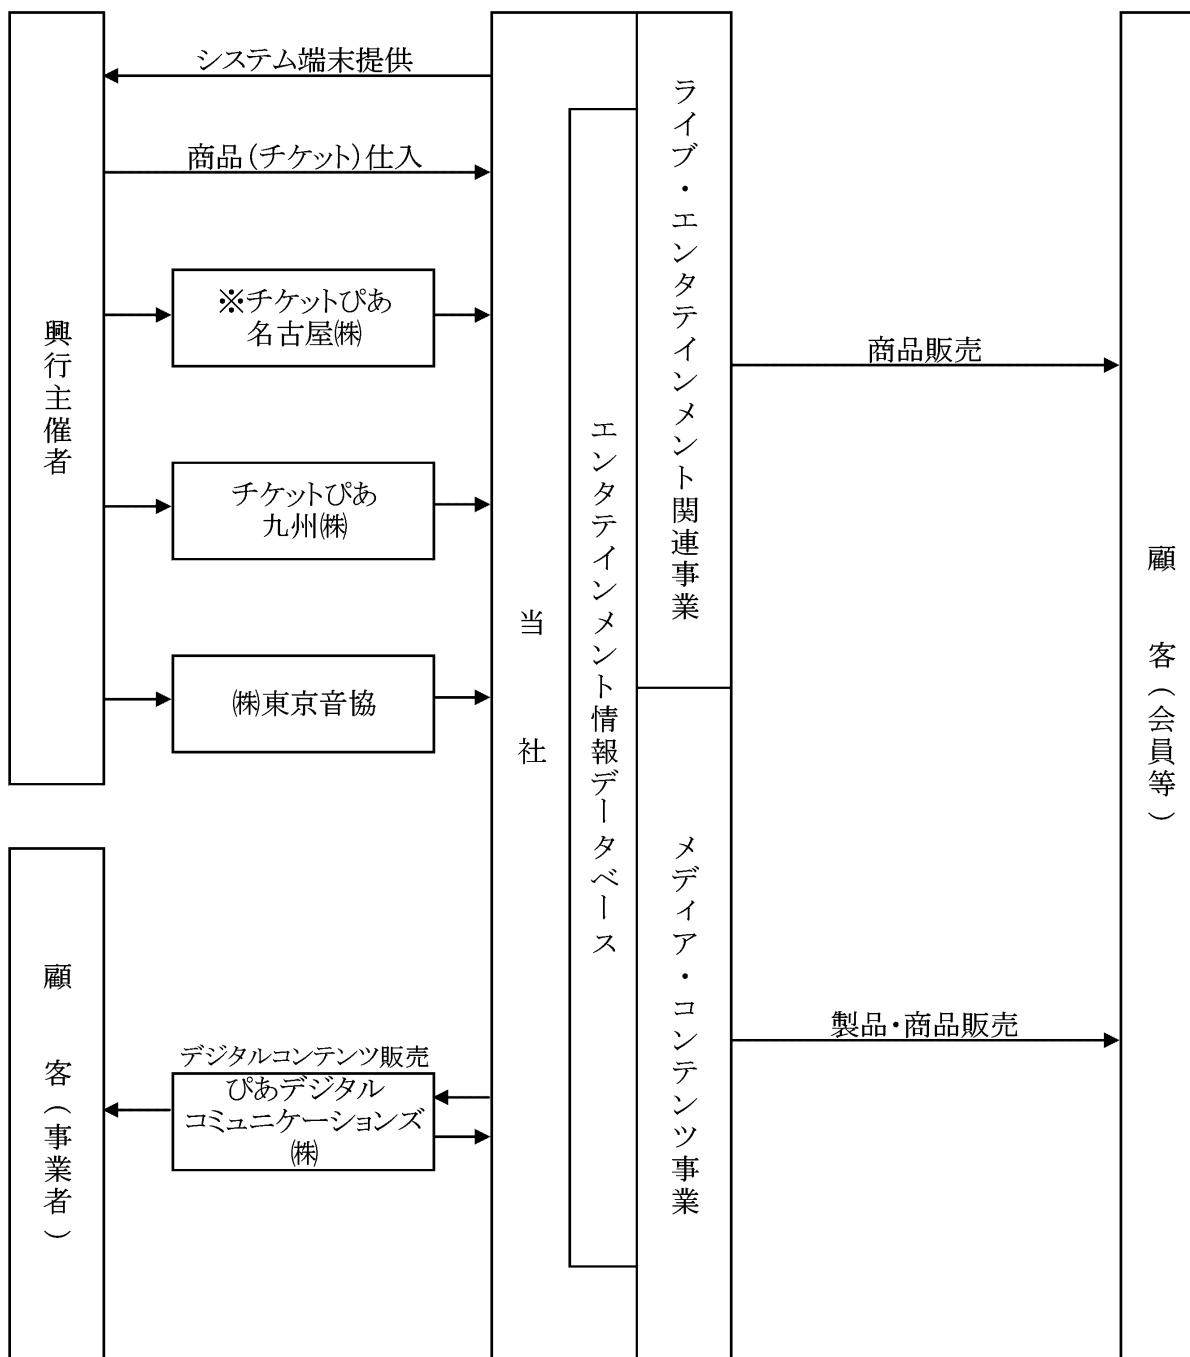 システム端末提供
商品(チケット)仕入
※チケットぴあ
名古屋㈱
チケットぴあ
九州㈱
㈱東京音協
興行主催者
当社
エンタテインメント情報データベース
ライブ・エンタテインメント関連事業
メディア・コンテンツ事業
商品販売
製品・商品販売
顧客(会員等)
顧客(事業者)
デジタルコンテンツ販売
ぴあデジタル
コミュニケーションズ
㈱